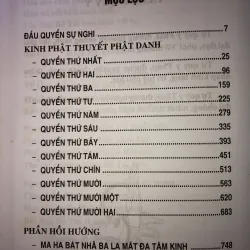 MỤC LỤC
ĐẦU QUYỂN SỰ NGHI 7
KINH PHẬT THUYẾT PHẬT DANH
- QUYỂN THỨ NHẤT 25
- QUYỂN THỨ HAI 96
- QUYỂN THỨ BA 159
- QUYỂN THỨ TƯ 225
- QUYỂN THỨ NĂM 279
- QUYỂN THỨ SÁU 335
- QUYỂN THỨ BẢY 393
- QUYỂN THỨ TÁM 451
- QUYỂN THỨ CHÍN 513
- QUYỂN THỨ MƯỜI 563
- QUYỂN THỨ MƯỜI MỘT 620
- QUYỂN THỨ MƯỜI HAI 683
PHẦN HỒI HƯỚNG
- MA HA BÁT NHÃ BA LA MẬT ĐA TÂM KINH 748